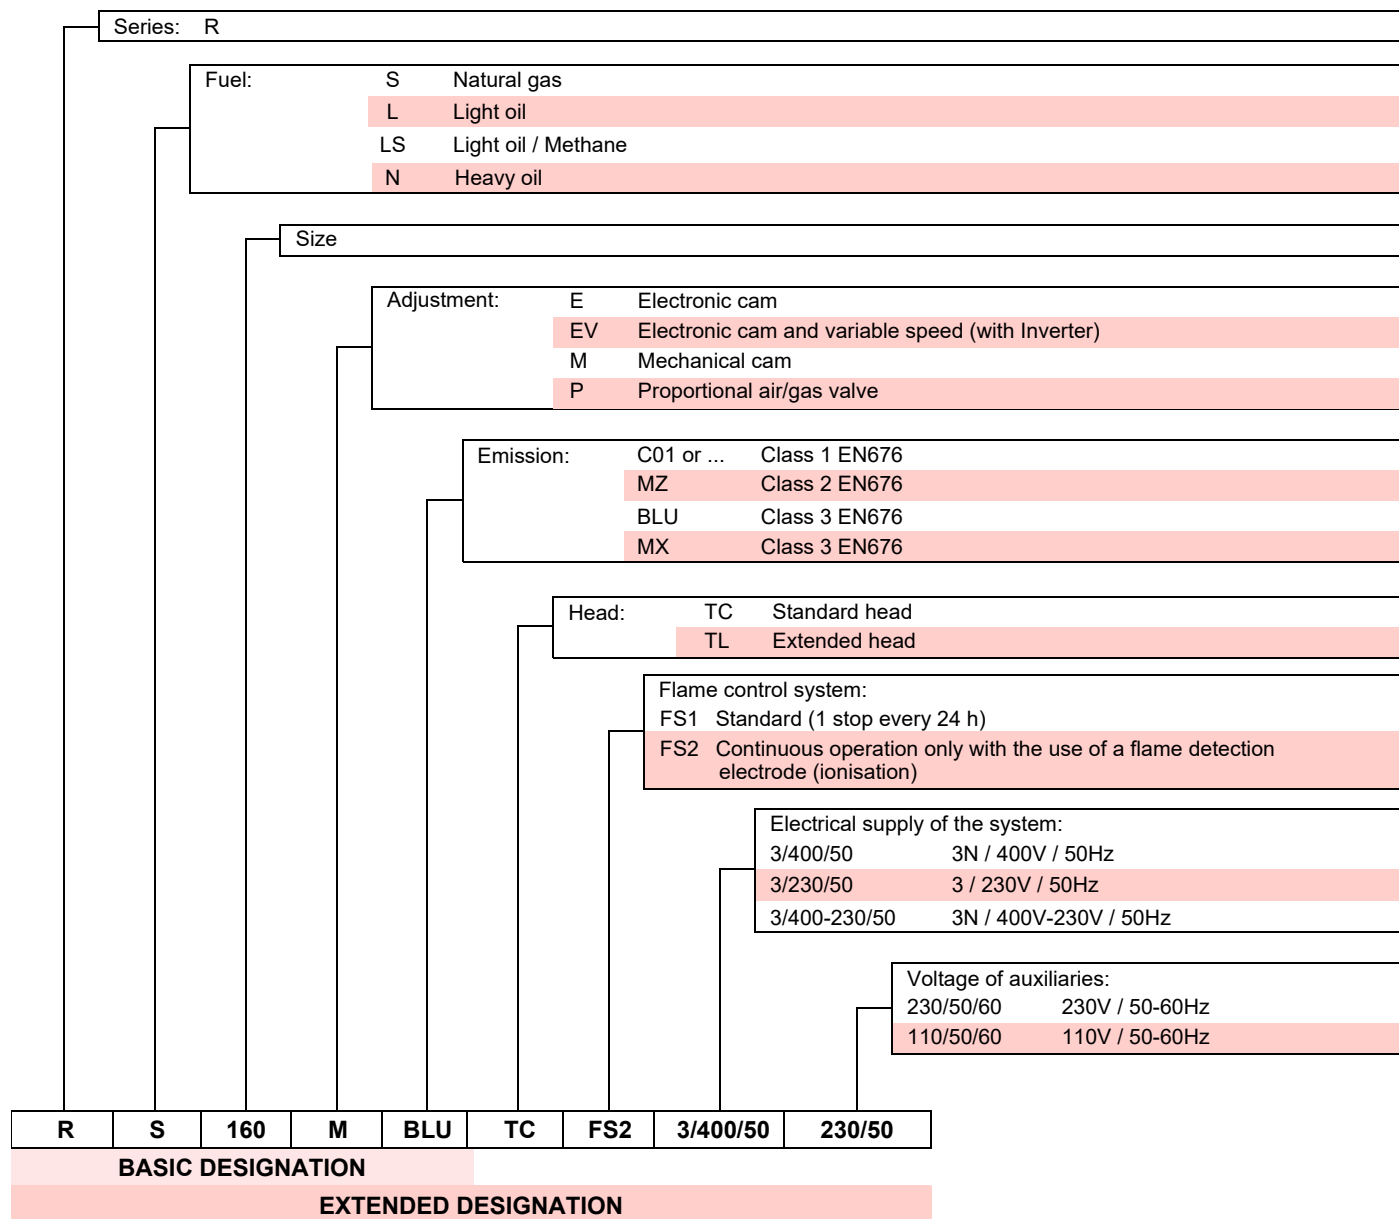 Series: R
Fuel: S Natural gas
L Light oil
LS Light oil / Methane
N Heavy oil
Size
Adjustment: E Electronic cam
EV Electronic cam and variable speed (with Inverter)
M Mechanical cam
P Proportional air/gas valve
Emission: C01 or ... Class 1 EN676
MZ Class 2 EN676
BLU Class 3 EN676
MX Class 3 EN676
Head: TC Standard head
TL Extended head
Flame control system:
FS1 Standard (1 stop every 24 h)
FS2 Continuous operation only with the use of a flame detection
electrode (ionisation)
Electrical supply of the system:
3/400/50 3N / 400V / 50Hz
3/230/50 3 / 230V / 50Hz
3/400-230/50 3N / 400V-230V / 50Hz
Voltage of auxiliaries:
230/50/60 230V / 50-60Hz
110/50/60 110V / 50-60Hz
R S 160 M BLU TC FS2 3/400/50 230/50
BASIC DESIGNATION
EXTENDED DESIGNATION